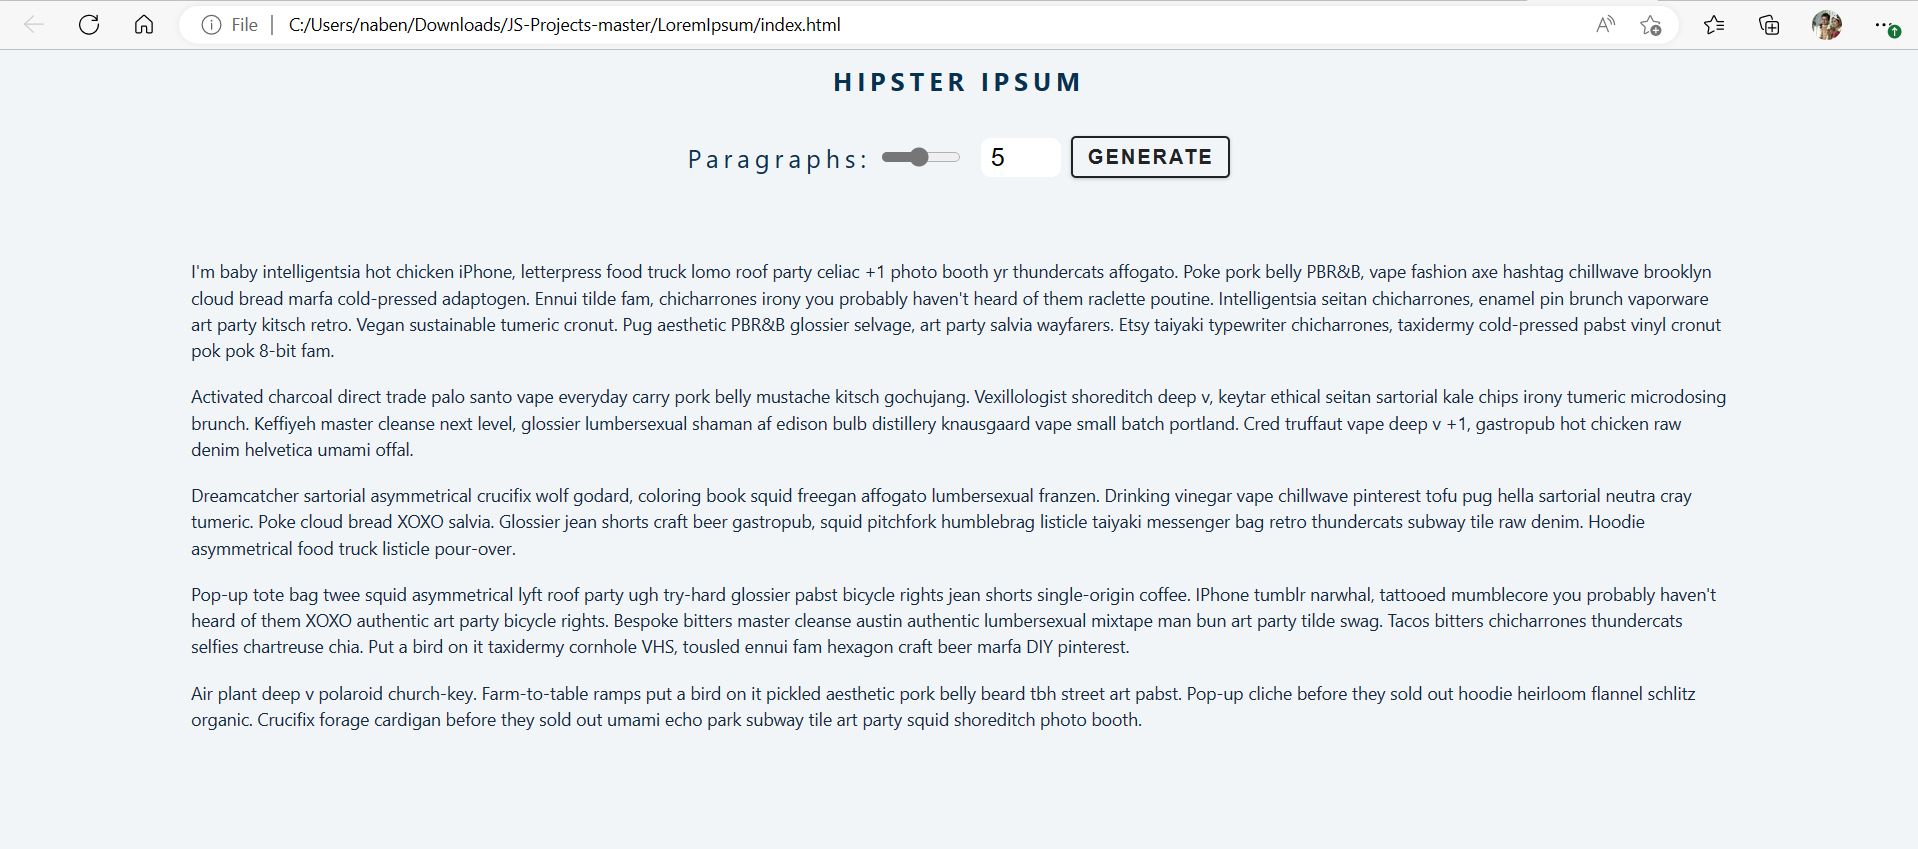 File | C:/Users/naben/Downloads/JS-Projects-master/LoremIpsum/index.html
HIPSTER IPSUM
Paragraphs: 5 GENERATE
I'm baby intelligentsia hot chicken iPhone, letterpress food truck lomo roof party celiac +1 photo booth yr thundercats affogato. Poke pork belly PBR&B, vape fashion axe hashtag chillwave brooklyn
cloud bread marfa cold-pressed adaptogen. Ennui tilde fam, chicharrones irony you probably haven't heard of them raclette poutine. Intelligentsia seitan chicharrones, enamel pin brunch vaporware
art party kitsch retro. Vegan sustainable tumeric cronut. Pug aesthetic PBR&B glossier selvage, art party salvia wayfarers. Etsy taiyaki typewriter chicharrones, taxidermy cold-pressed pabst vinyl cronut
pok pok 8-bit fam.
Activated charcoal direct trade palo santo vape everyday carry pork belly mustache kitsch gochujang. Vexillologist shoreditch deep v, keytar ethical seitan sartorial kale chips irony tumeric microdosing
brunch. Keffiyeh master cleanse next level, glossier lumbersexual shaman af edison bulb distillery knausgaard vape small batch portland. Cred truffaut vape deep v +1, gastropub hot chicken raw
denim helvetica umami offal.
Dreamcatcher sartorial asymmetrical crucifix wolf godard, coloring book squid freegan affogato lumbersexual franzen. Drinking vinegar vape chillwave pinterest tofu pug hella sartorial neutra cray
tumeric. Poke cloud bread XOXO salvia. Glossier jean shorts craft beer gastropub, squid pitchfork humblebrag listicle taiyaki messenger bag retro thundercats subway tile raw denim. Hoodie
asymmetrical food truck listicle pour-over.
Pop-up tote bag twee squid asymmetrical lyft roof party ugh try-hard glossier pabst bicycle rights jean shorts single-origin coffee. IPhone tumblr narwhal, tattooed mumblecore you probably haven't
heard of them XOXO authentic art party bicycle rights. Bespoke bitters master cleanse austin authentic lumbersexual mixtape man bun art party tilde swag. Tacos bitters chicharrones thundercats
selfies chartreuse chia. Put a bird on it taxidermy cornhole VHS, tousled ennui fam hexagon craft beer marfa DIY pinterest.
Air plant deep v polaroid church-key. Farm-to-table ramps put a bird on it pickled aesthetic pork belly beard tbh street art pabst. Pop-up cliche before they sold out hoodie heirloom flannel schlitz
organic. Crucifix forage cardigan before they sold out umami echo park subway tile art party squid shoreditch photo booth.